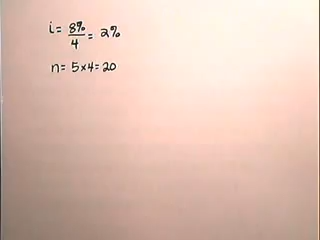 i = 8%/4 = 2%
n = 5×4=20